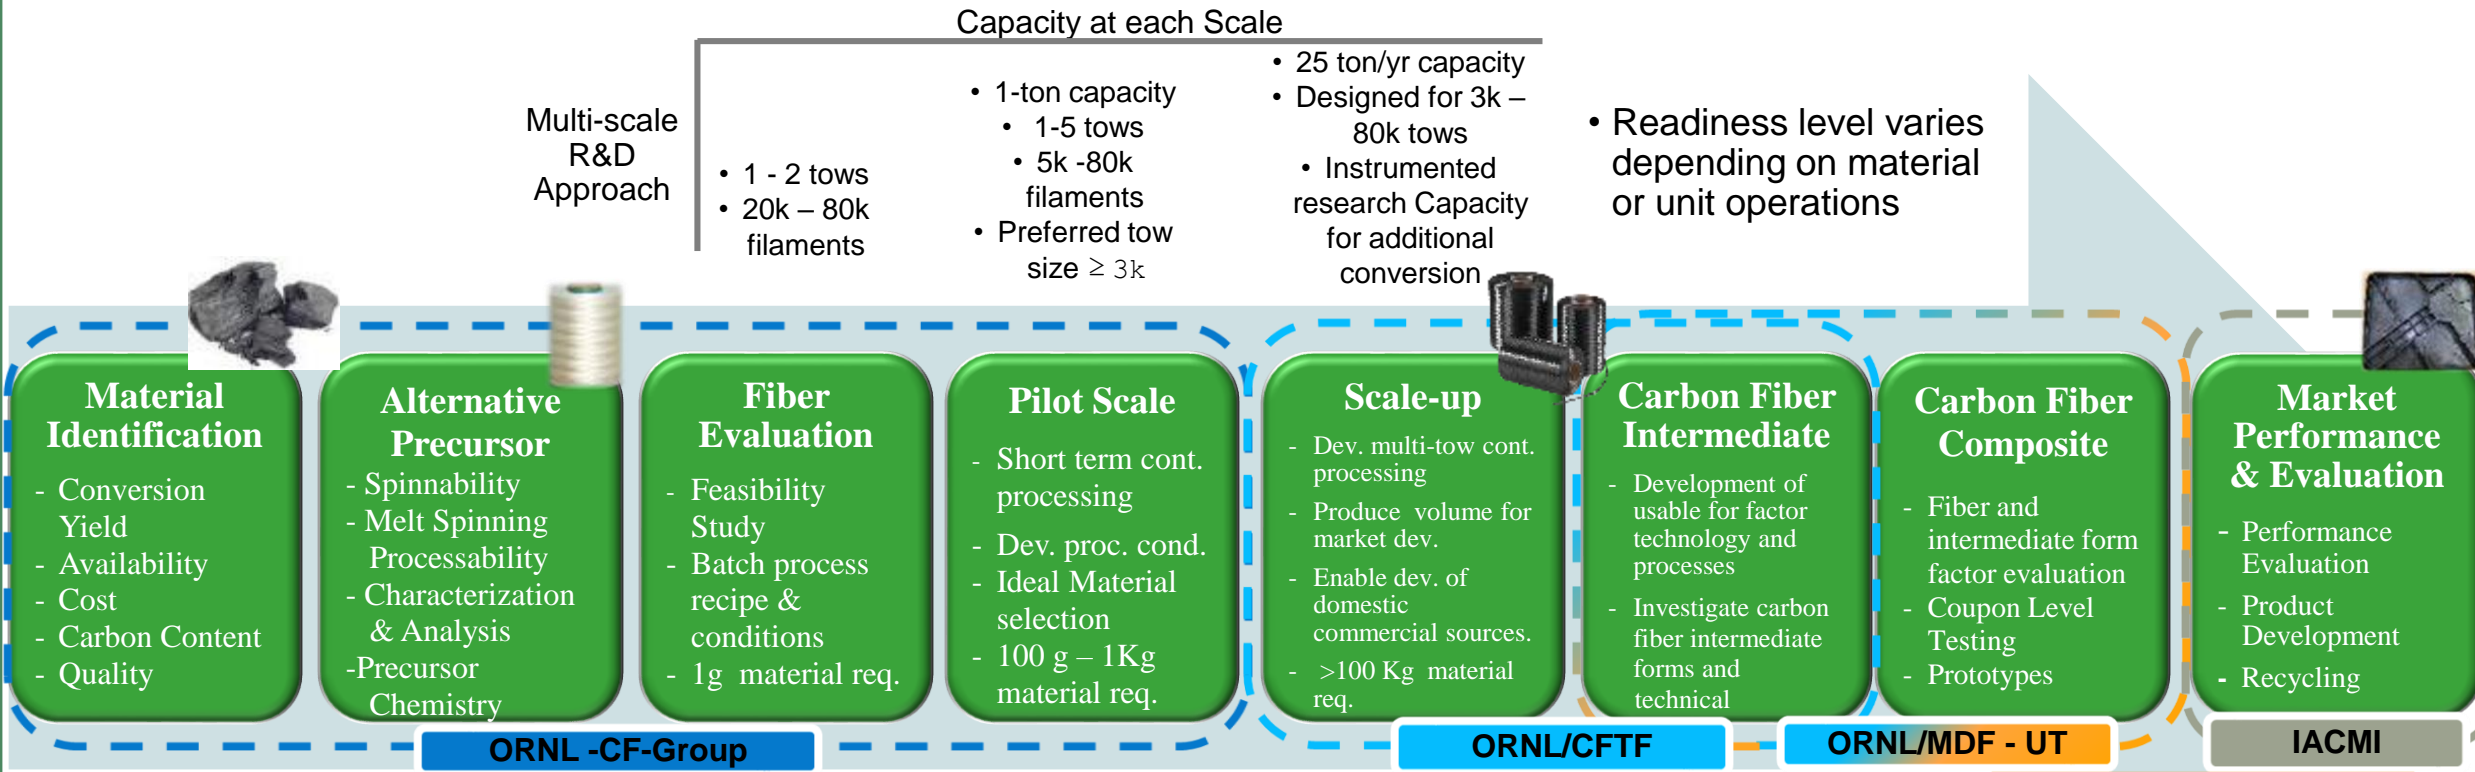 Capacity at each Scale
Multi-scale
R&D
Approach
• 1 - 2 tows
• 20k – 80k
filaments
• 1-ton capacity
• 1-5 tows
• 5k -80k
filaments
• Preferred tow
size ≥ 3k
• 25 ton/yr capacity
• Designed for 3k –
80k tows
• Instrumented
research Capacity
for additional
conversion
• Readiness level varies
depending on material
or unit operations
Material
Identification
- Conversion
Yield
- Availability
- Cost
- Carbon Content
- Quality
Alternative
Precursor
- Spinnability
- Melt Spinning
Processability
- Characterization
& Analysis
-Precursor
Chemistry
Fiber
Evaluation
- Feasibility
Study
- Batch process
recipe &
conditions
- 1g material req.
Pilot Scale
- Short term cont.
processing
- Dev. proc. cond.
- Ideal Material
selection
- 100 g – 1Kg
material req.
Scale-up
- Dev. multi-tow cont.
processing
- Produce volume for
market dev.
- Enable dev. of
domestic
commercial sources.
- >100 Kg material
req.
Carbon Fiber
Intermediate
- Development of
usable for factor
technology and
processes
- Investigate carbon
fiber intermediate
forms and
technical
Carbon Fiber
Composite
- Fiber and
intermediate form
factor evaluation
- Coupon Level
Testing
- Prototypes
Market
Performance
& Evaluation
- Performance
Evaluation
- Product
Development
- Recycling
ORNL -CF-Group
ORNL/CFTF
ORNL/MDF - UT
IACMI